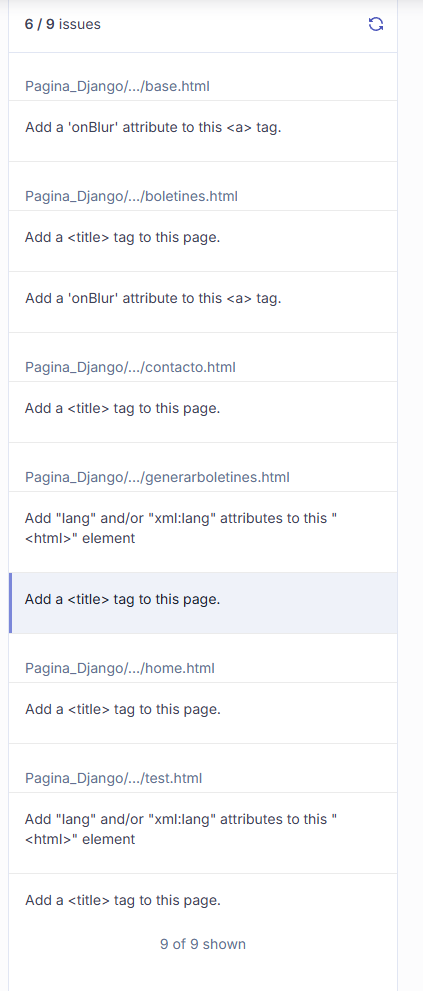 6 / 9 issues
Pagina_Django/.../base.html
Add a 'onBlur' attribute to this <a> tag.
Pagina_Django/.../boletines.html
Add a <title> tag to this page.
Add a 'onBlur' attribute to this <a> tag.
Pagina_Django/.../contacto.html
Add a <title> tag to this page.
Pagina_Django/.../generarboletines.html
Add "lang" and/or "xml:lang" attributes to this "
<html>" element
Add a <title> tag to this page.
Pagina_Django/.../home.html
Add a <title> tag to this page.
Pagina_Django/.../test.html
Add "lang" and/or "xml:lang" attributes to this "
<html>" element
Add a <title> tag to this page.
9 of 9 shown